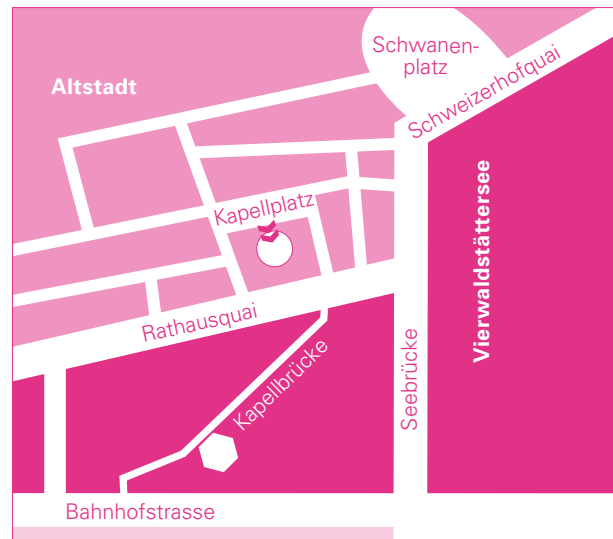 Schwanen-
platz
Altstadt
Schweizerhofquai
Kapellplatz
Vierwaldstättersee
Rathausquai
Kapellbrücke
Seebrücke
Bahnhofstrasse